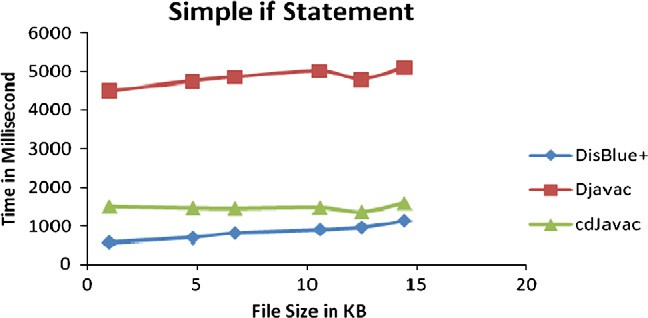 Simple if Statement
6000
5000
4000
3000
2000
1000
0
Time in Millisecond
0 5 10 15 20
File Size in KB
DisBlue+
Djavac
cdJavac